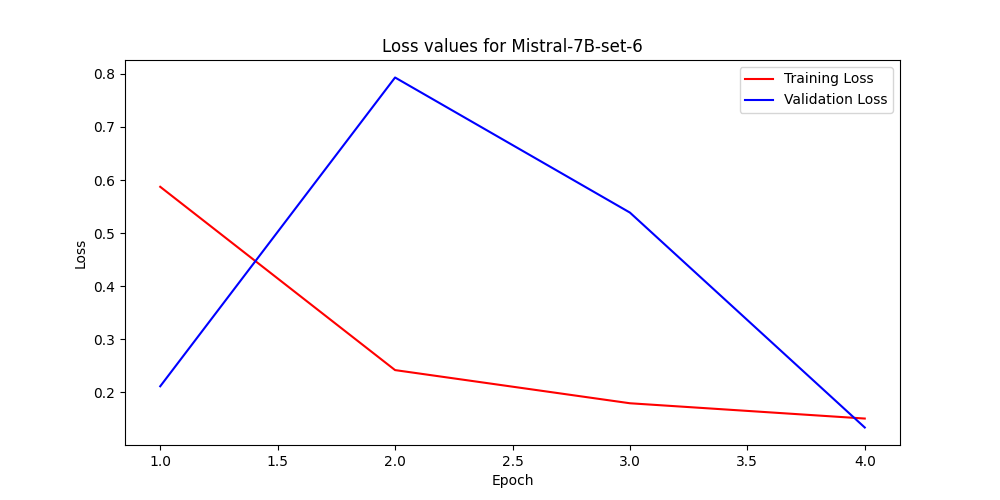 Loss values for Mistral-7B-set-6
Training Loss
Validation Loss
0.8
0.7
0.6
0.5
0.4
0.3
0.2
Loss
1.0 1.5 2.0 2.5 3.0 3.5 4.0
Epoch